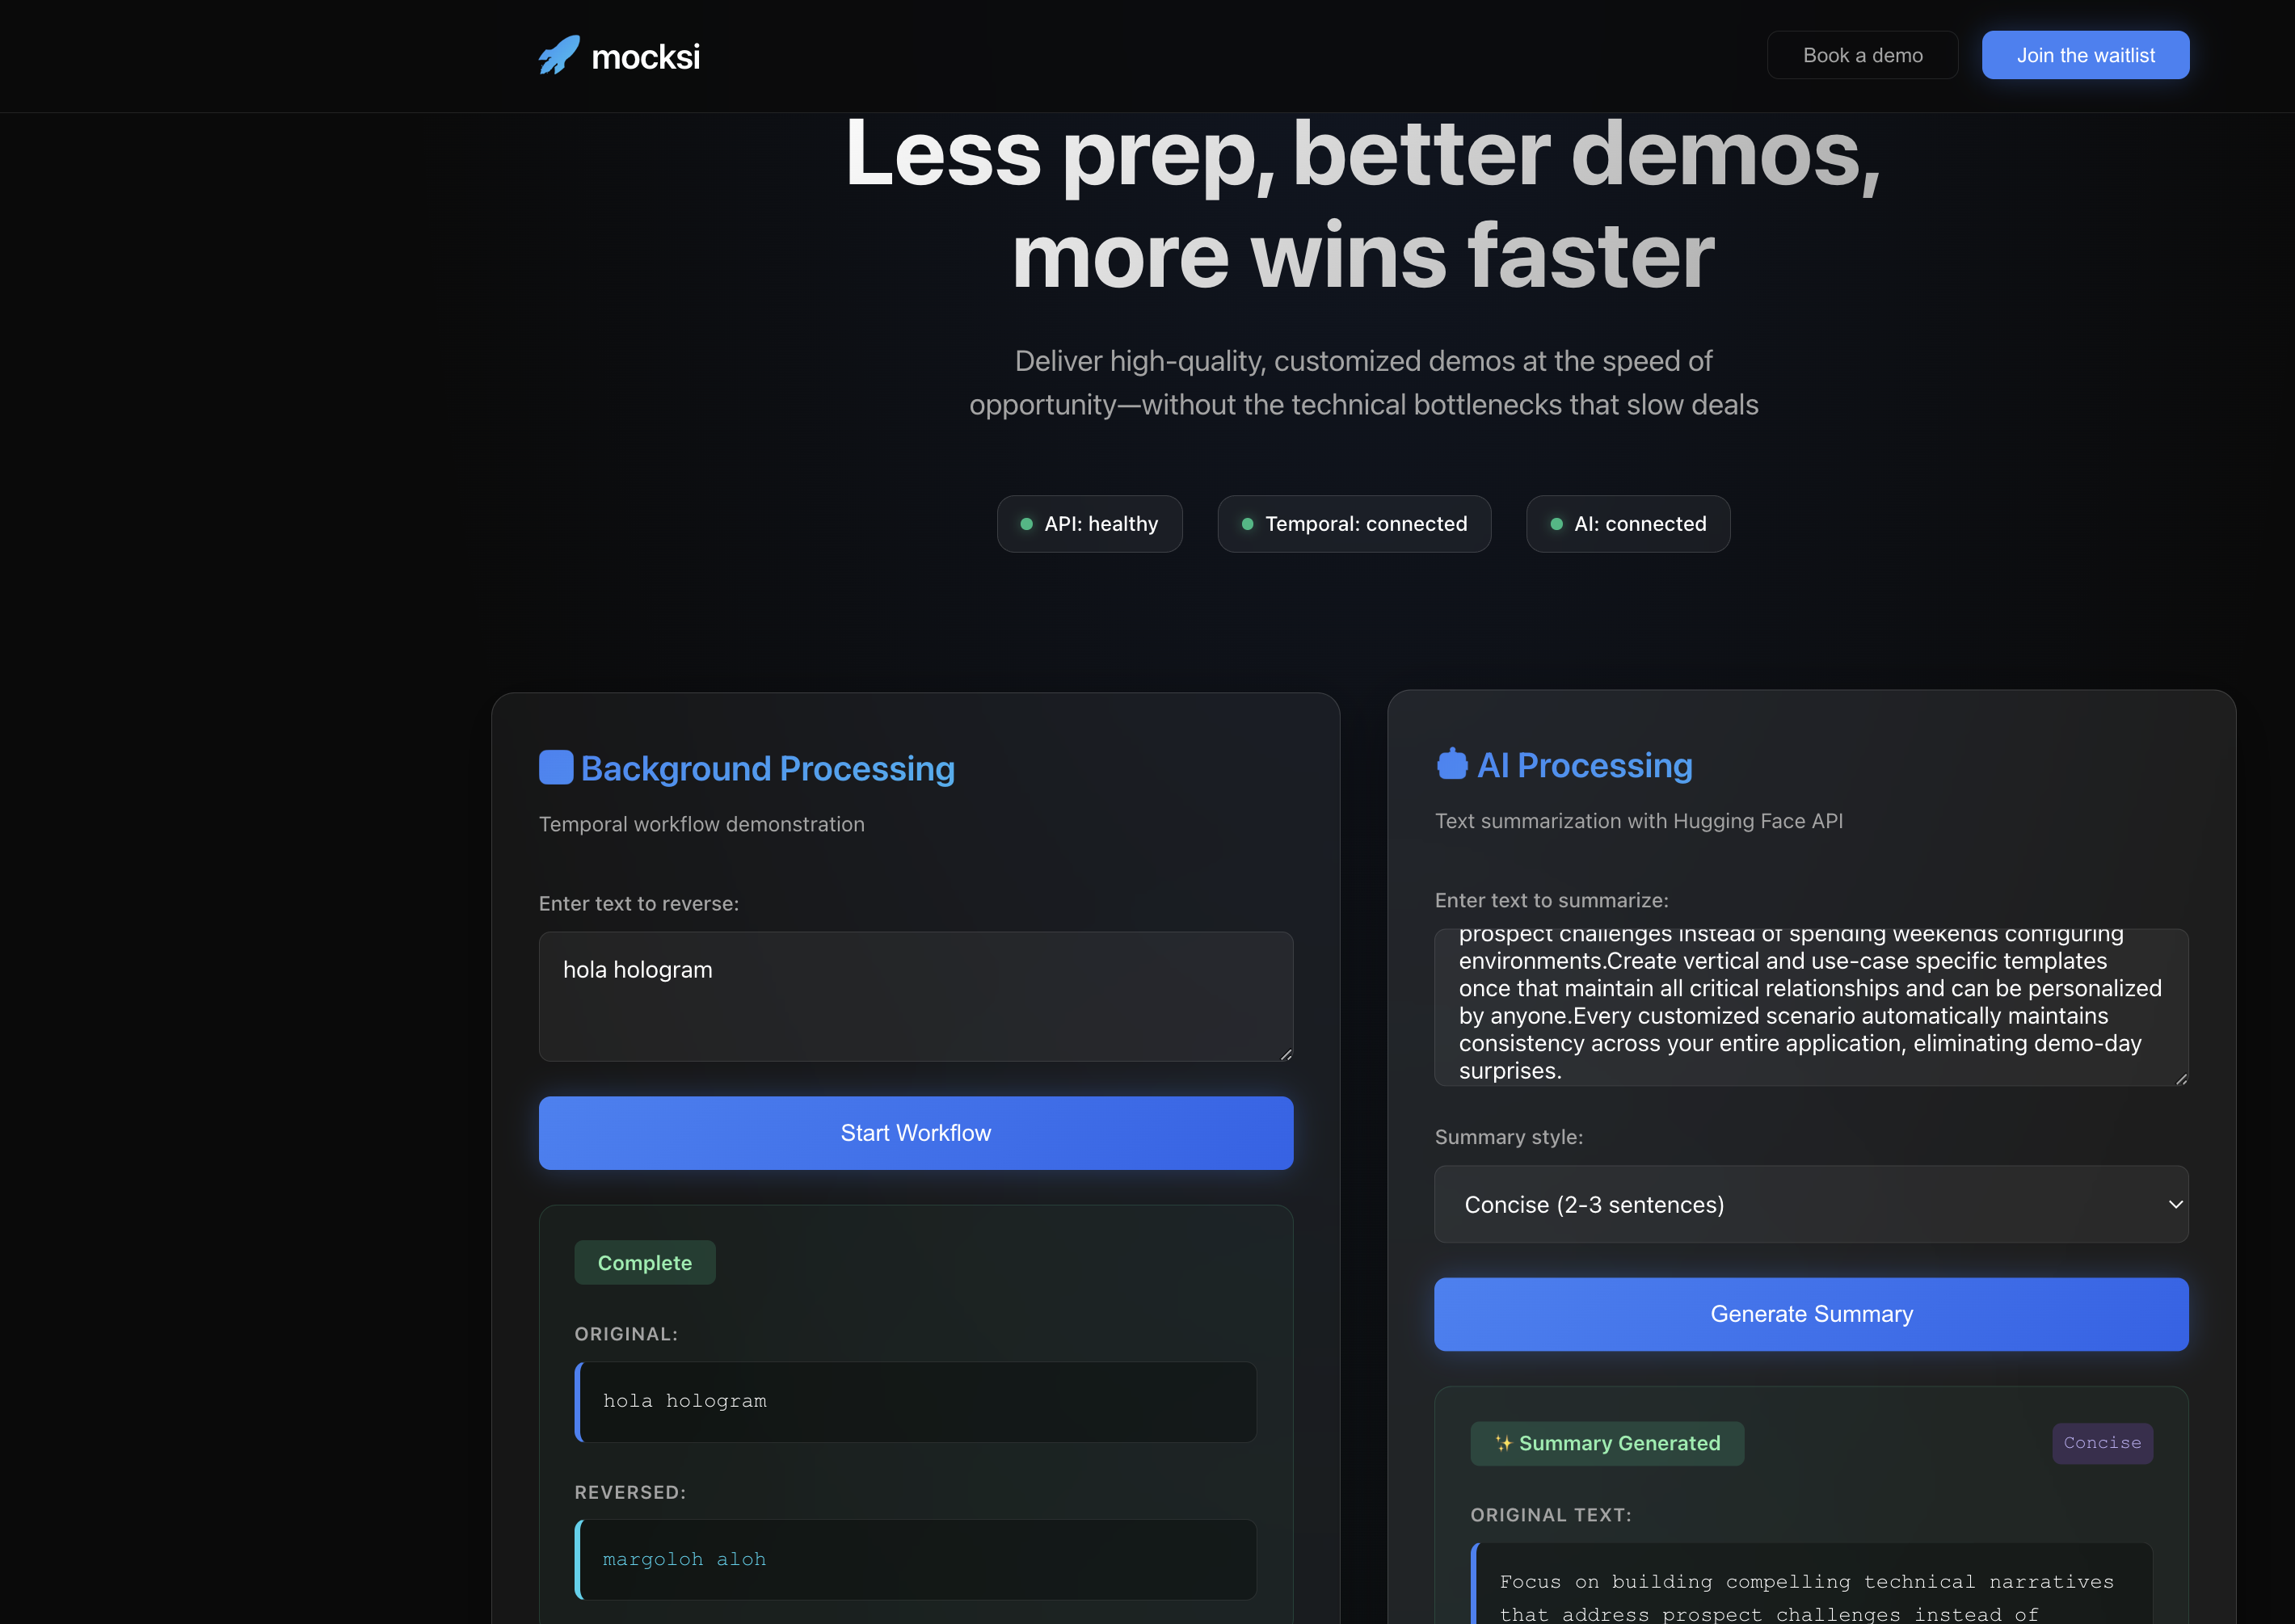 mocksi
Book a demo
Join the waitlist
Less prep, better demos,
more wins faster
Deliver high-quality, customized demos at the speed of
opportunity—without the technical bottlenecks that slow deals
API: healthy
Temporal: connected
AI: connected
Background Processing
Temporal workflow demonstration
Enter text to reverse:
hola hologram
Start Workflow
Complete
ORIGINAL:
hola hologram
REVERSED:
margoloh aloh
AI Processing
Text summarization with Hugging Face API
Enter text to summarize:
prospect challenges instead of spending weekends configuring
environments.Create vertical and use-case specific templates
once that maintain all critical relationships and can be personalized
by anyone.Every customized scenario automatically maintains
consistency across your entire application, eliminating demo-day
surprises.
Summary style:
Concise (2-3 sentences)
Generate Summary
✨ Summary Generated
Concise
ORIGINAL TEXT:
Focus on building compelling technical narratives
that address prospect challenges instead of